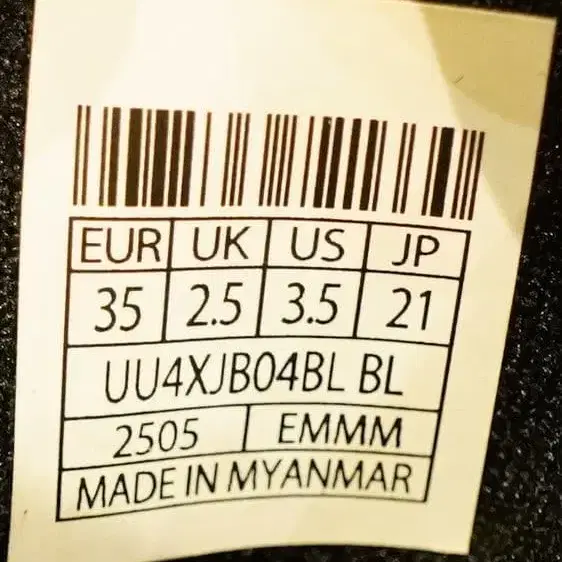 EUR UK US JP
35 2.5 3.5 21
UU4XJB04BL BL
2505 EMMM
MADE IN MYANMAR